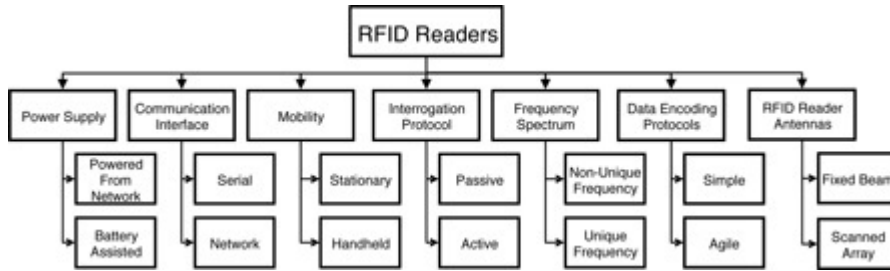 RFID Readers
Power Supply
Communication
Interface
Mobility
Interrogation
Protocol
Frequency
Spectrum
Data Encoding
Protocols
RFID Reader
Antennas
Powered
From
Network
Serial
Stationary
Passive
Non-Unique
Frequency
Simple
Fixed Beam
Battery
Assisted
Network
Handheld
Active
Unique
Frequency
Agile
Scanned
Array